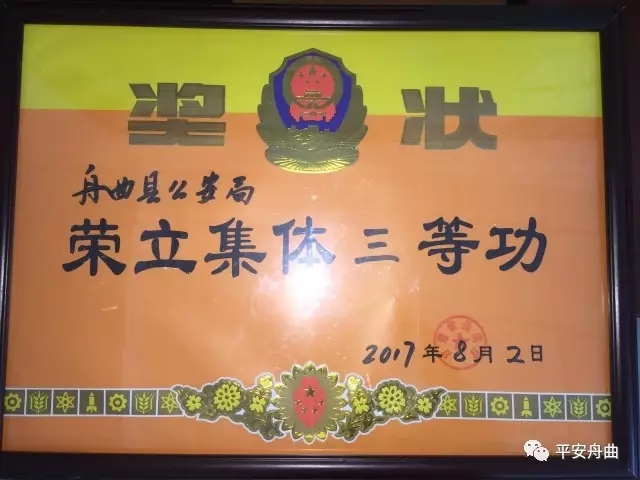 奖 状
舟曲县公安局
荣立集体三等功
2017年8月2日
平安舟曲